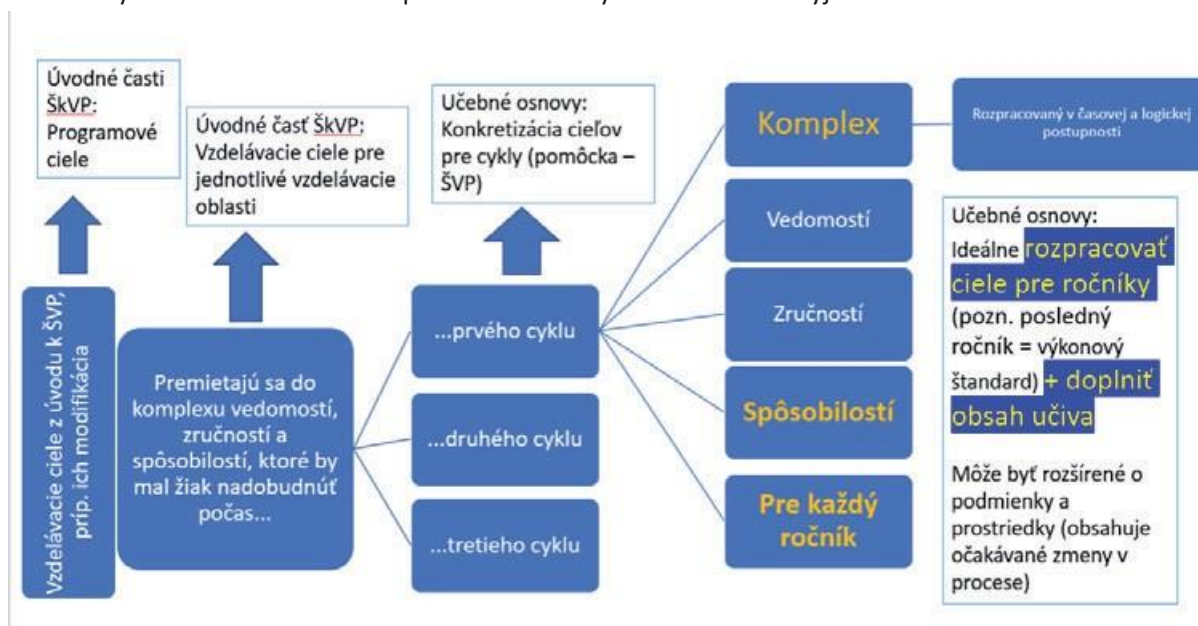 Úvodné časti
ŠkVP:
Programové
ciele
Úvodné časť ŠkVP:
Vzdelávacie ciele pre
jednotlivé vzdelávacie
oblasti
Učebné osnovy:
Konkretizácia cieľov
pre cykly (pomôcka –
ŠVP)
Vzdelávacie ciele z úvodu k ŠVP,
príp. ich modifikácia
Premietajú sa do
komplexu vedomostí,
zručností a
spôsobilostí, ktoré by
mal žiak nadobudnúť
počas...
...prvého cyklu
...druhého cyklu
...tretieho cyklu
Komplex
Vedomostí
Zručností
Spôsobilostí
Pre každý
ročník
Rozpracovaný v časovej a logickej
postupnosti
Učebné osnovy:
Ideálne rozpracovať
ciele pre ročníky
(pozn. posledný
ročník = výkonový
štandard) + doplniť
obsah učiva
Môže byť rozšírené o
podmienky a
prostriedky (obsahuje
očakávané zmeny v
procese)